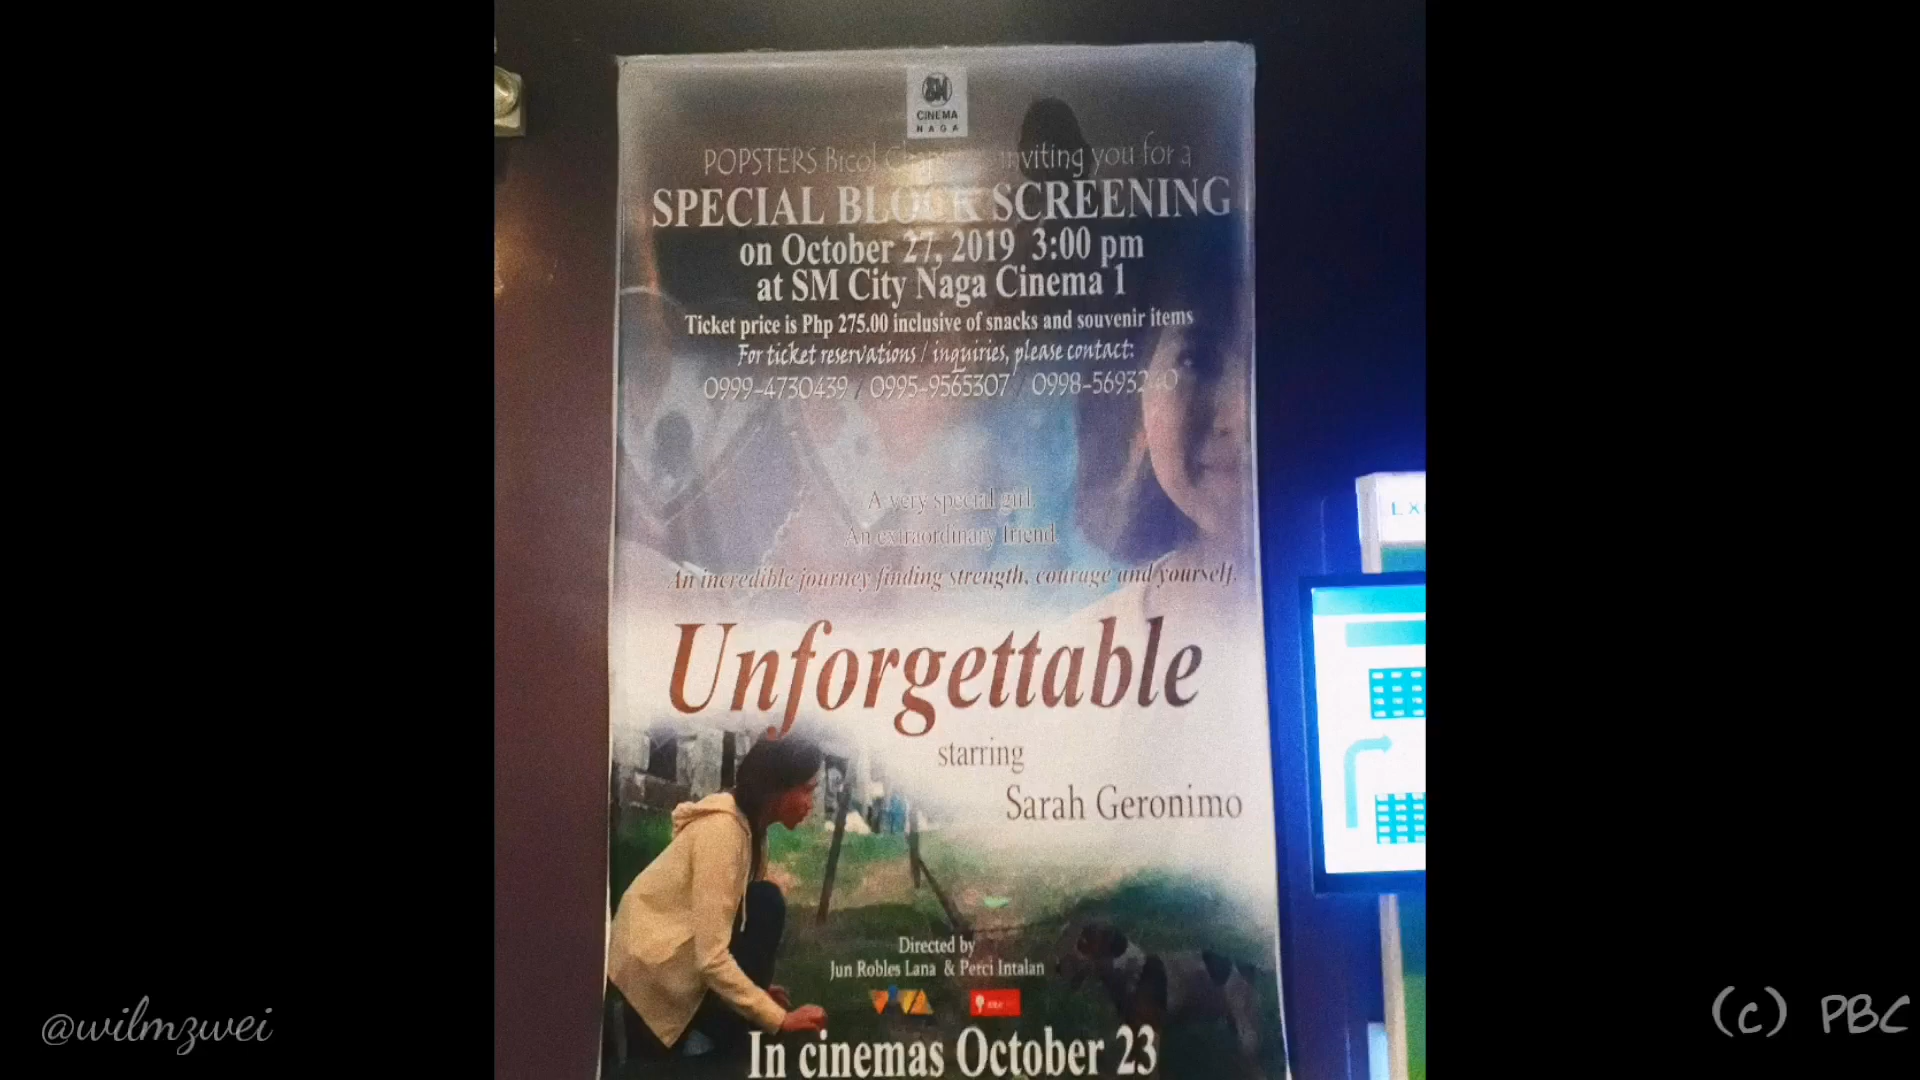 SM
CINEMA
NAGA
POPSTERS Bicol inviting you for a
SPECIAL BLOCK SCREENING
on October 27, 2019 3:00 pm
at SM City Naga Cinema 1
Ticket price is Php 275.00 inclusive of snacks and souvenir items
For ticket reservations / inquiries, please contact:
0999-4730439 / 0995-9565307 / 0998-5693240
A very special girl.
An extraordinary friend.
An incredible journey finding strength, courage and yourself.
Unforgettable
starring
Sarah Geronimo
Directed by
Jun Robles Lana & Perci Intalan
VIVA
In cinemas October 23
@wilmzwei
(c) PBC